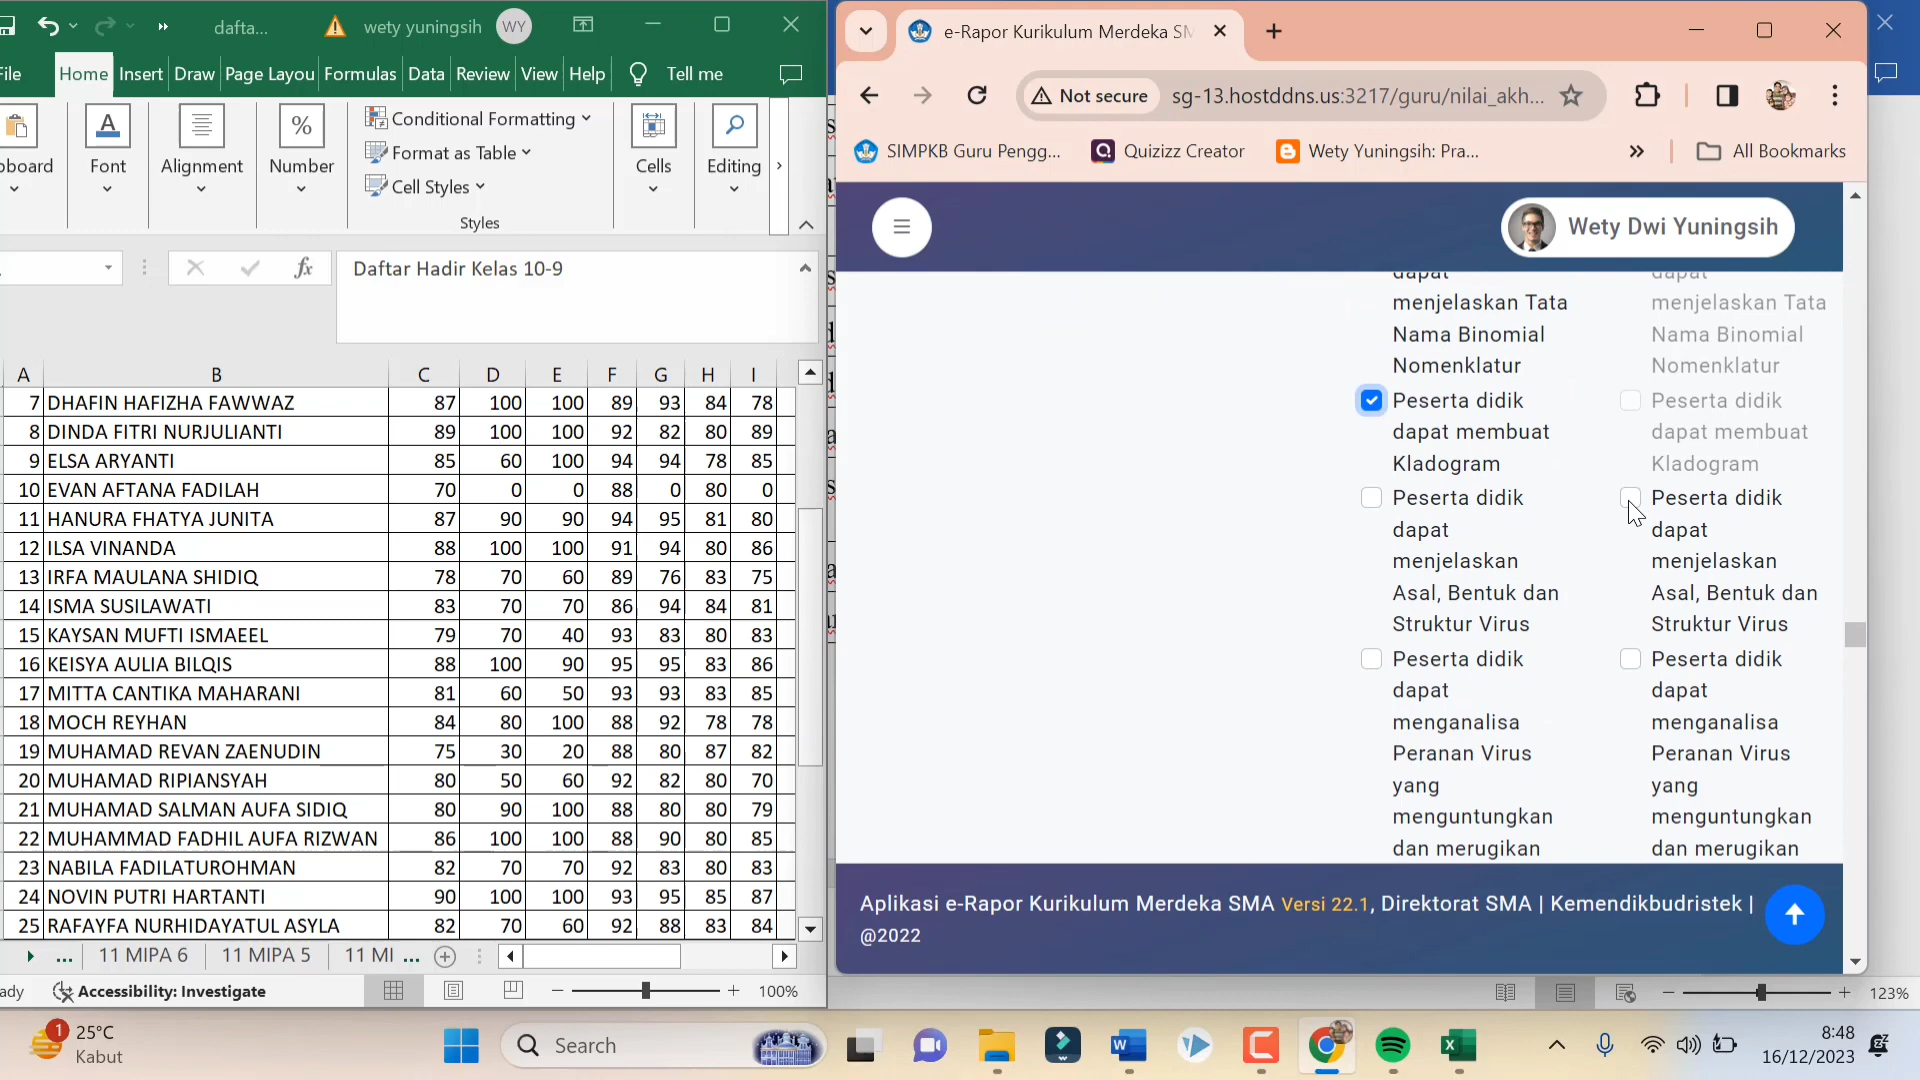 dafta...
wety yuningsih
WY
File
Home
Insert
Draw
Page Layou
Formulas
Data
Review
View
Help
Tell me
Font
Alignment
%
Number
Conditional Formatting
Format as Table
Cell Styles
Styles
Cells
Editing
fx
Daftar Hadir Kelas 10-9
A B C D E F G H I
7 DHAFIN HAFIZHA FAWWAZ 87 100 100 89 93 84 78
8 DINDA FITRI NURJULIANTI 89 100 100 92 82 80 89
9 ELSA ARYANTI 85 60 100 94 94 78 85
10 EVAN AFTANA FADILAH 70 0 0 88 0 80 0
11 HANURA FHATYA JUNITA 87 90 90 94 95 81 80
12 ILSA VINANDA 88 100 100 91 94 80 86
13 IRFA MAULANA SHIDIQ 78 70 60 89 76 83 75
14 ISMA SUSILAWATI 83 70 70 86 94 84 81
15 KAYSAN MUFTI ISMAEEL 79 70 40 93 83 80 83
16 KEISYA AULIA BILQIS 88 100 90 95 95 83 86
17 MITTA CANTIKA MAHARANI 81 60 50 93 93 83 85
18 MOCH REYHAN 84 80 100 88 92 78 78
19 MUHAMAD REVAN ZAENUDIN 75 30 20 88 80 87 82
20 MUHAMAD RIPIANSYAH 80 50 60 92 82 80 70
21 MUHAMAD SALMAN AUFA SIDIQ 80 90 100 88 80 80 79
22 MUHAMMAD FADHIL AUFA RIZWAN 86 100 100 88 90 80 85
23 NABILA FADILATUROHMAN 82 70 70 92 83 80 83
24 NOVIN PUTRI HARTANTI 90 100 100 93 95 85 87
25 RAFAYFA NURHIDAYATUL ASYLA 82 70 60 92 88 83 84
... 11 MIPA 6 11 MIPA 5 11 MI ...
Accessibility: Investigate
100%
e-Rapor Kurikulum Merdeka SM
Not secure
sg-13.hostddns.us:3217/guru/nilai_akh...
SIMPKB Guru Pengg...
Quizizz Creator
Wety Yuningsih: Pra...
All Bookmarks
Wety Dwi Yuningsih
dapat
menjelaskan Tata
Nama Binomial
Nomenklatur
Peserta didik
dapat membuat
Kladogram
Peserta didik
dapat
menjelaskan
Asal, Bentuk dan
Struktur Virus
Peserta didik
dapat
menganalisa
Peranan Virus
yang
menguntungkan
dan merugikan
dapat
menjelaskan Tata
Nama Binomial
Nomenklatur
Peserta didik
dapat membuat
Kladogram
Peserta didik
dapat
menjelaskan
Asal, Bentuk dan
Struktur Virus
Peserta didik
dapat
menganalisa
Peranan Virus
yang
menguntungkan
dan merugikan
Aplikasi e-Rapor Kurikulum Merdeka SMA Versi 22.1, Direktorat SMA | Kemendikbudristek |
@2022
123%
1
25°C
Kabut
Search
8:48
16/12/2023